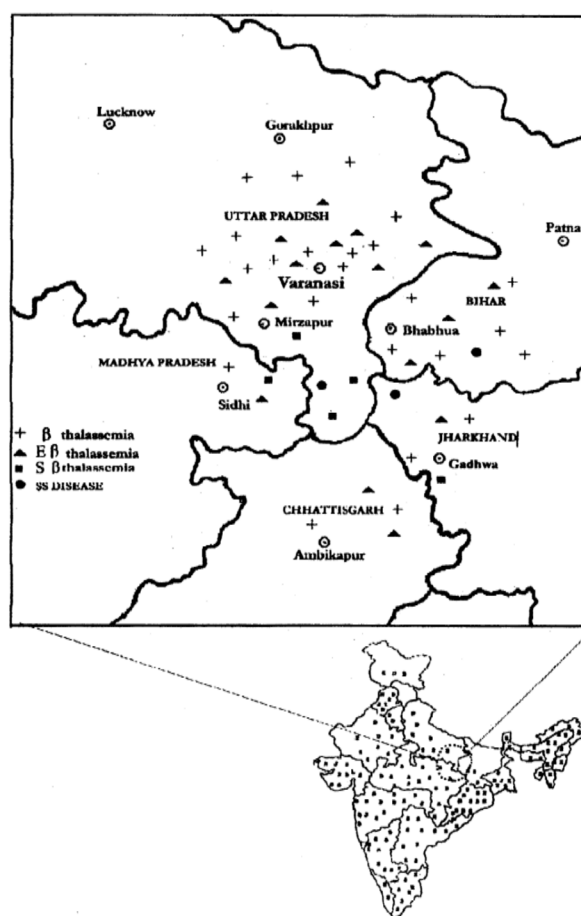 Lucknow
Gorakhpur
UTTAR PRADESH
Patna
Varanasi
BIHAR
Mirzapur
Bhabhua
MADHYA PRADESH
Sidhi
β thalassemia
E β thalassemia
S β thalassemia
SS DISEASE
JHARKHAND
Gadhwa
CHHATTISGARH
Ambikapur